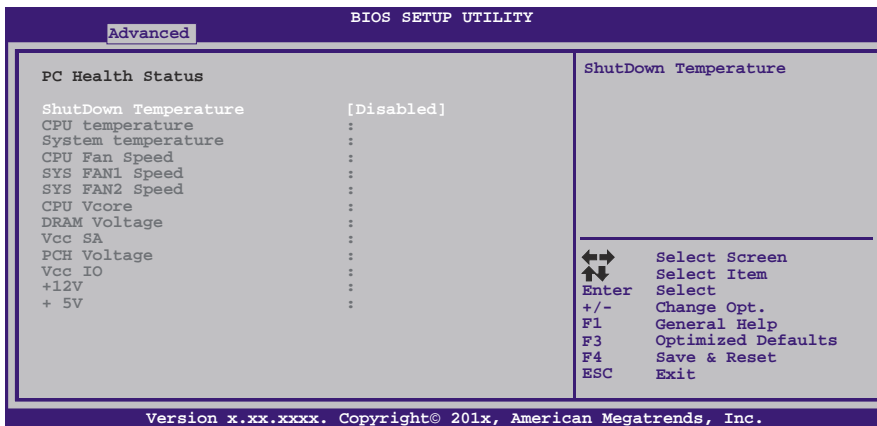 BIOS SETUP UTILITY
Advanced
PC Health Status
ShutDown Temperature [Disabled]
CPU temperature :
System temperature :
CPU Fan Speed :
SYS FAN1 Speed :
SYS FAN2 Speed :
CPU Vcore :
DRAM Voltage :
Vcc SA :
PCH Voltage :
Vcc IO :
+12V :
+ 5V :
ShutDown Temperature
Select Screen
Select Item
Enter Select
+/- Change Opt.
F1 General Help
F3 Optimized Defaults
F4 Save & Reset
ESC Exit
Version x.xx.xxxx. Copyright© 201x, American Megatrends, Inc.